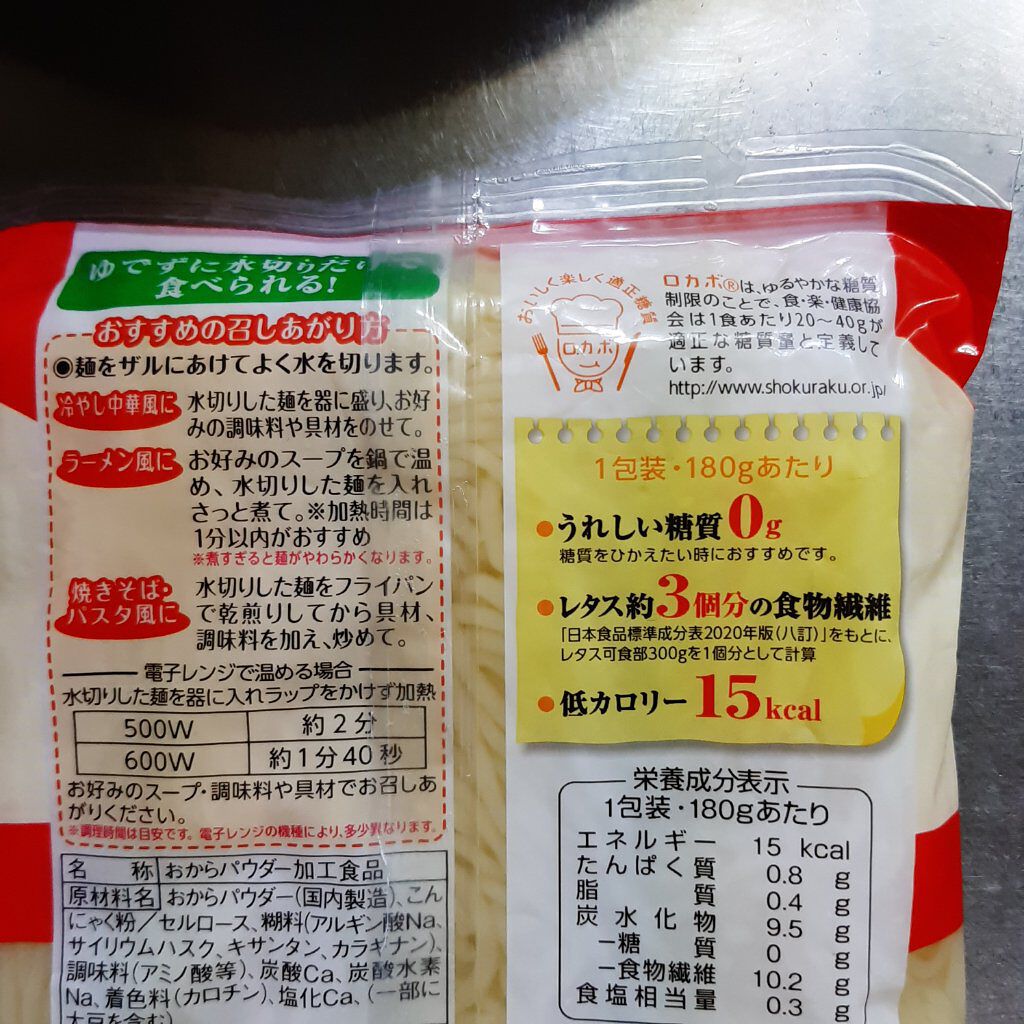 ゆでずに水切りだけで
食べられる!
おすすめの召しあがり方
◉麺をザルにあけてよく水を切ります。
冷やし中華風に
水切りした麺を器に盛り、お好
みの調味料や具材をのせて。
ラーメン風に
お好みのスープを鍋で温
め、水切りした麺を入れ
さっと煮て。※加熱時間は
1分以内がおすすめ
※煮すぎると麺がやわらかくなります。
焼きそば・
パスタ風に
水切りした麺をフライパン
で乾煎りしてから具材、
調味料を加え、炒めて。
電子レンジで温める場合
水切りした麺を器に入れラップをかけず加熱
500W 約2分
600W 約1分40秒
お好みのスープ・調味料や具材でお召しあ
がりください。
※調理時間は目安です。電子レンジの機種により、多少異なります。
名 称 おからパウダー加工食品
原材料名 おからパウダー(国内製造)、こん
にゃく粉/セルロース、糊料(アルギン酸Na、
サイリウムハスク、キサンタン、カラギナン)、
調味料(アミノ酸等)、炭酸Ca、炭酸水素
Na、着色料(カロチン)、塩化Ca、(一部に
大豆を含む)
おいしく楽しく適正糖質
ロカボ
ロカボ®は、ゆるやかな糖質
制限のことで、食・楽・健康協
会は1食あたり20〜40gが
適正な糖質量と定義して
います。
http://www.shokuraku.or.jp/
1包装・180gあたり
●うれしい糖質0g
糖質をひかえたい時におすすめです。
●レタス約3個分の食物繊維
「日本食品標準成分表2020年版(八訂)」をもとに、
レタス可食部300gを1個分として計算
●低カロリー15kcal
栄養成分表示
1包装・180gあたり
エネルギー 15 kcal
たんぱく質 0.8 g
脂質 0.4 g
炭水化物 9.5 g
−糖質 0 g
−食物繊維 10.2 g
食塩相当量 0.3 g